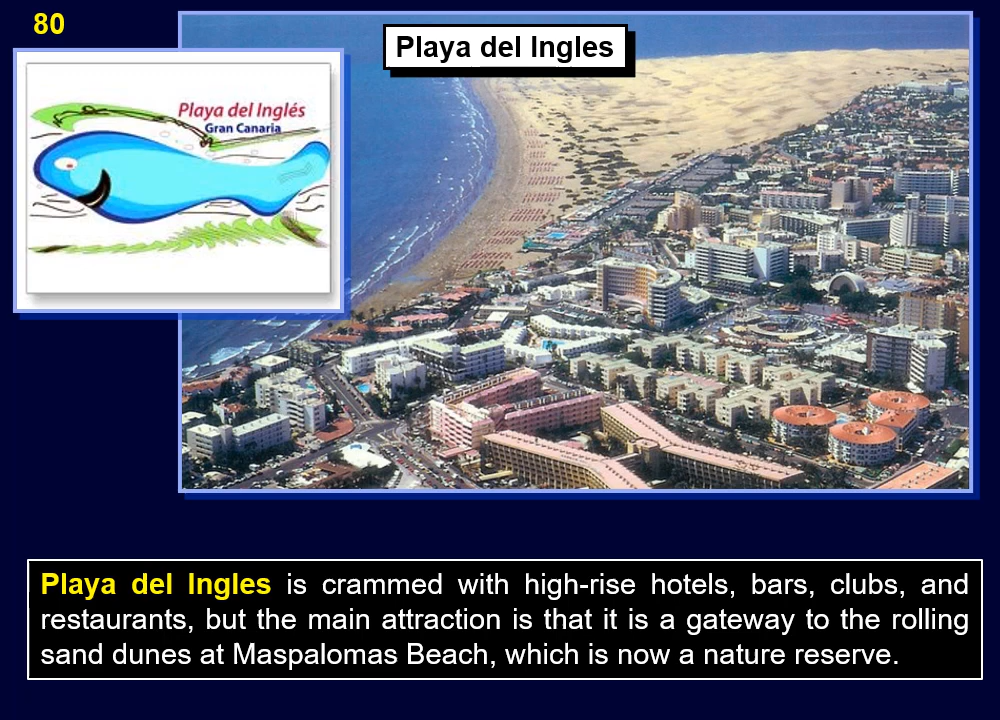 80
Playa del Ingles
Playa del Inglés
Gran Canaria
Playa del Ingles is crammed with high-rise hotels, bars, clubs, and
restaurants, but the main attraction is that it is a gateway to the rolling
sand dunes at Maspalomas Beach, which is now a nature reserve.